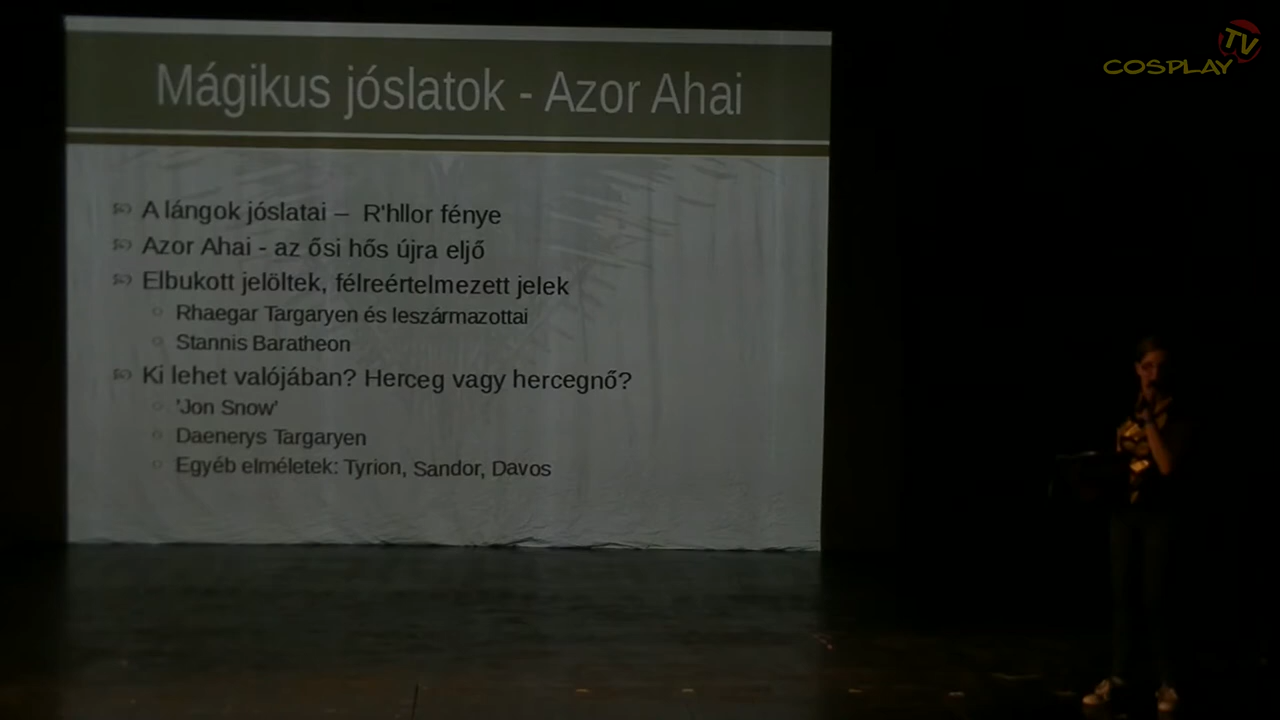 TV
COSPLAY
Mágikus jóslatok - Azor Ahai
A lángok jóslatai – R'hllor fénye
Azor Ahai - az ősi hős újra eljő
Elbukott jelöltek, félreértelmezett jelek
Rhaegar Targaryen és leszármazottai
Stannis Baratheon
Ki lehet valójában? Herceg vagy hercegnő?
'Jon Snow'
Daenerys Targaryen
Egyéb elméletek: Tyrion, Sandor, Davos